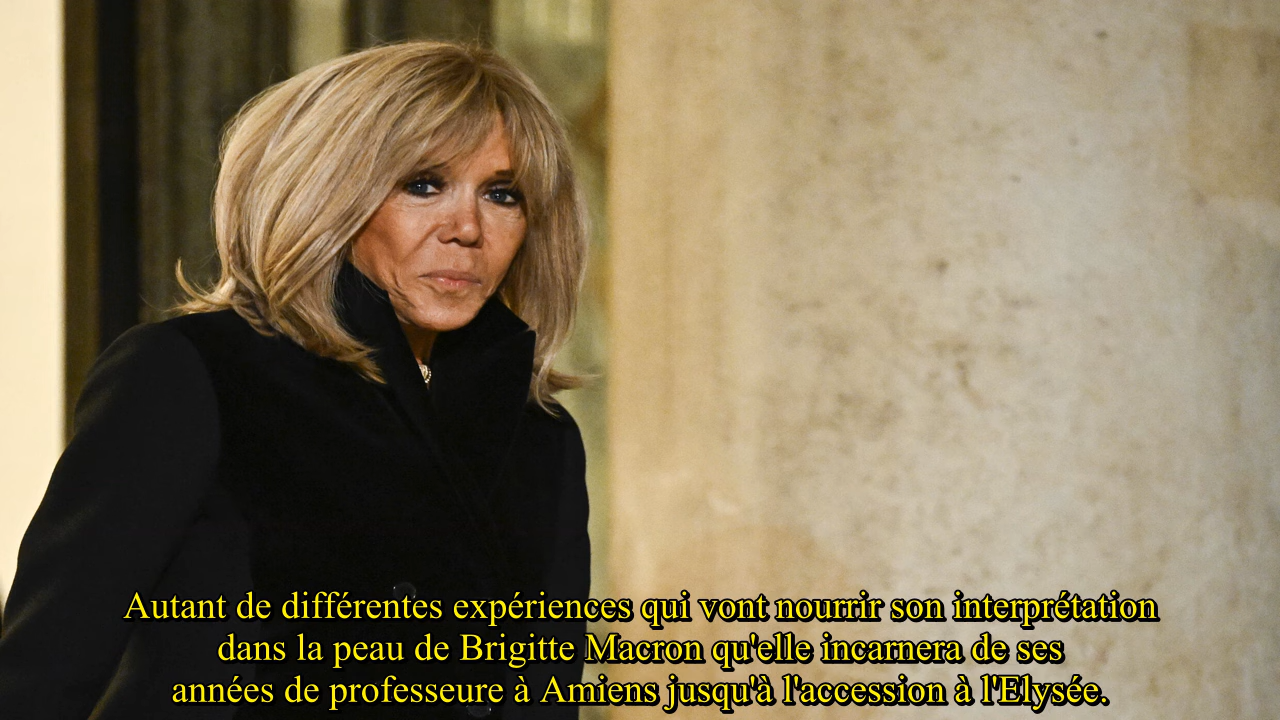 Autant de différentes expériences qui vont nourrir son interprétation
dans la peau de Brigitte Macron qu'elle incarnera de ses
années de professeure à Amiens jusqu'à l'accession à l'Elysée.